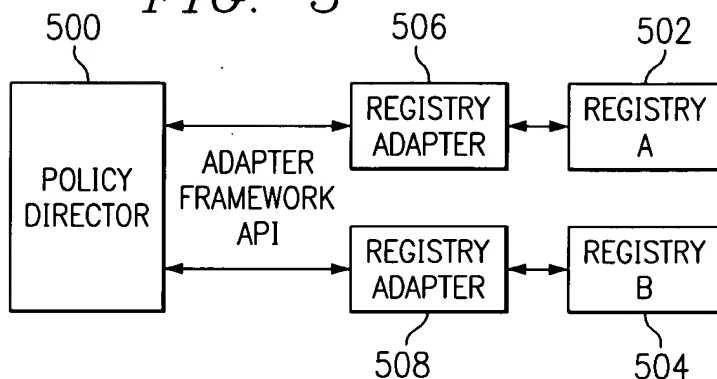 FIG. 5
500
506
502
POLICY
DIRECTOR
ADAPTER
FRAMEWORK
API
REGISTRY
ADAPTER
REGISTRY
A
REGISTRY
ADAPTER
REGISTRY
B
508
504